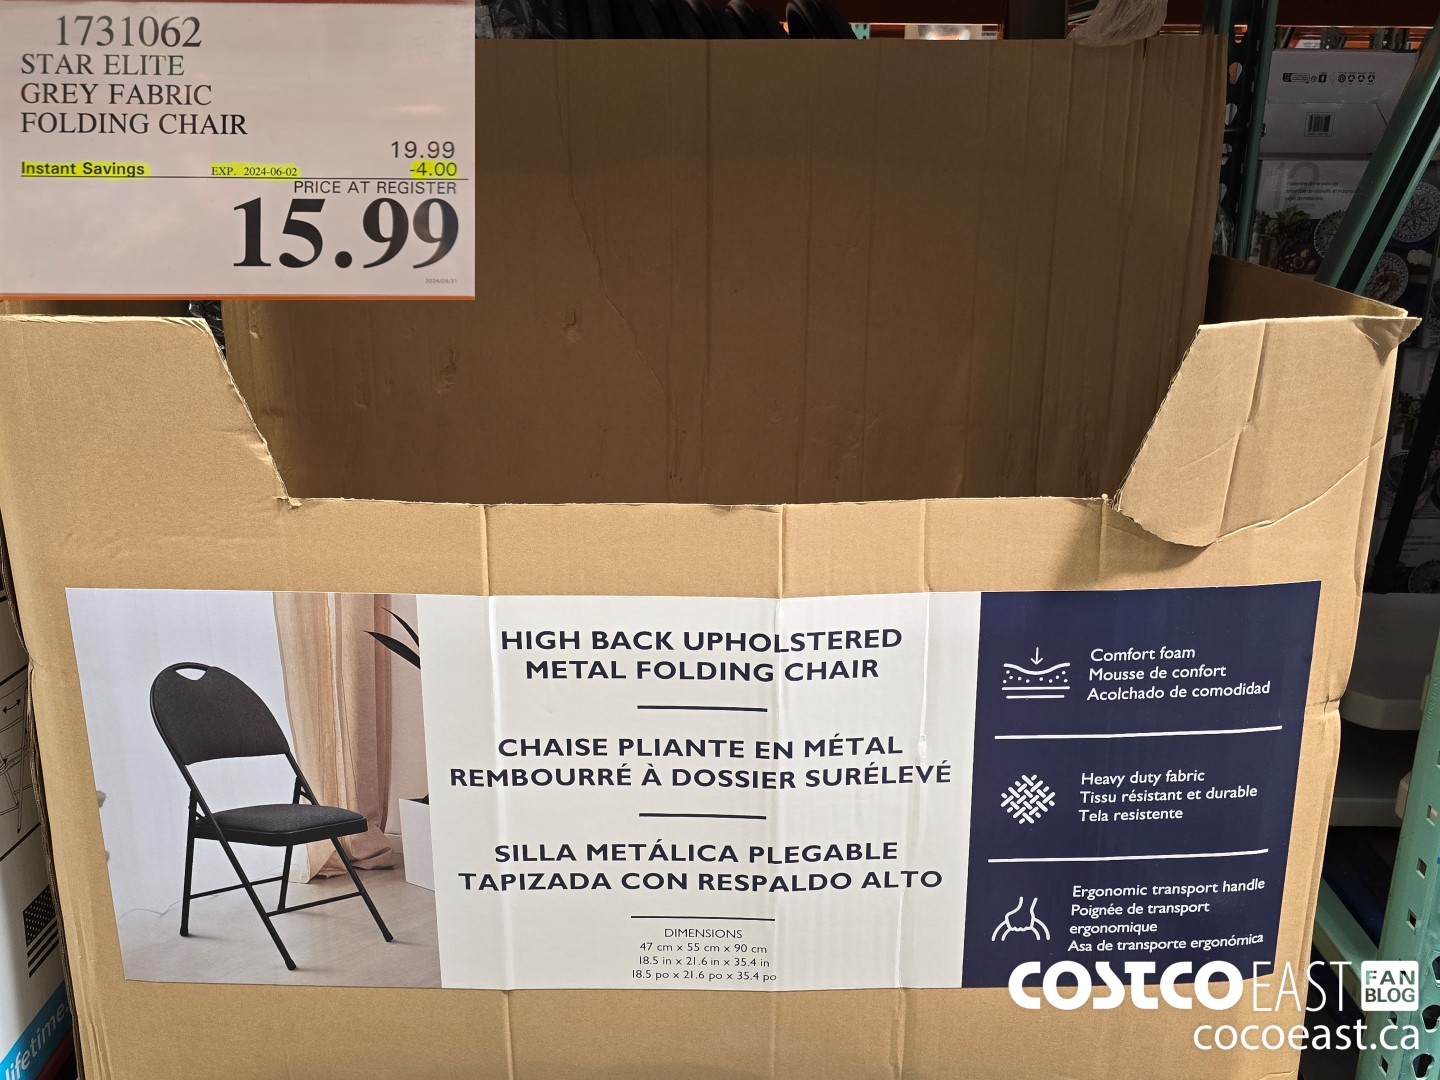 1731062
STAR ELITE
GREY FABRIC
FOLDING CHAIR
19.99
Instant Savings EXP. 2024-06-02 -4.00
PRICE AT REGISTER
15.99
HIGH BACK UPHOLSTERED
METAL FOLDING CHAIR
CHAISE PLIANTE EN MÉTAL
REMBOURRÉ À DOSSIER SURÉLEVÉ
SILLA METÁLICA PLEGABLE
TAPIZADA CON RESPALDO ALTO
DIMENSIONS
47 cm x 55 cm x 90 cm
18.5 in x 21.6 in x 35.4 in
18.5 po x 21.6 po x 35.4 po
Comfort foam
Mousse de confort
Acolchado de comodidad
Heavy duty fabric
Tissu résistant et durable
Tela resistente
Ergonomic transport handle
Poignée de transport
ergonomique
Asa de transporte ergonómica
lifetime
COSTCO EAST FAN
BLOG
cocoeast.ca